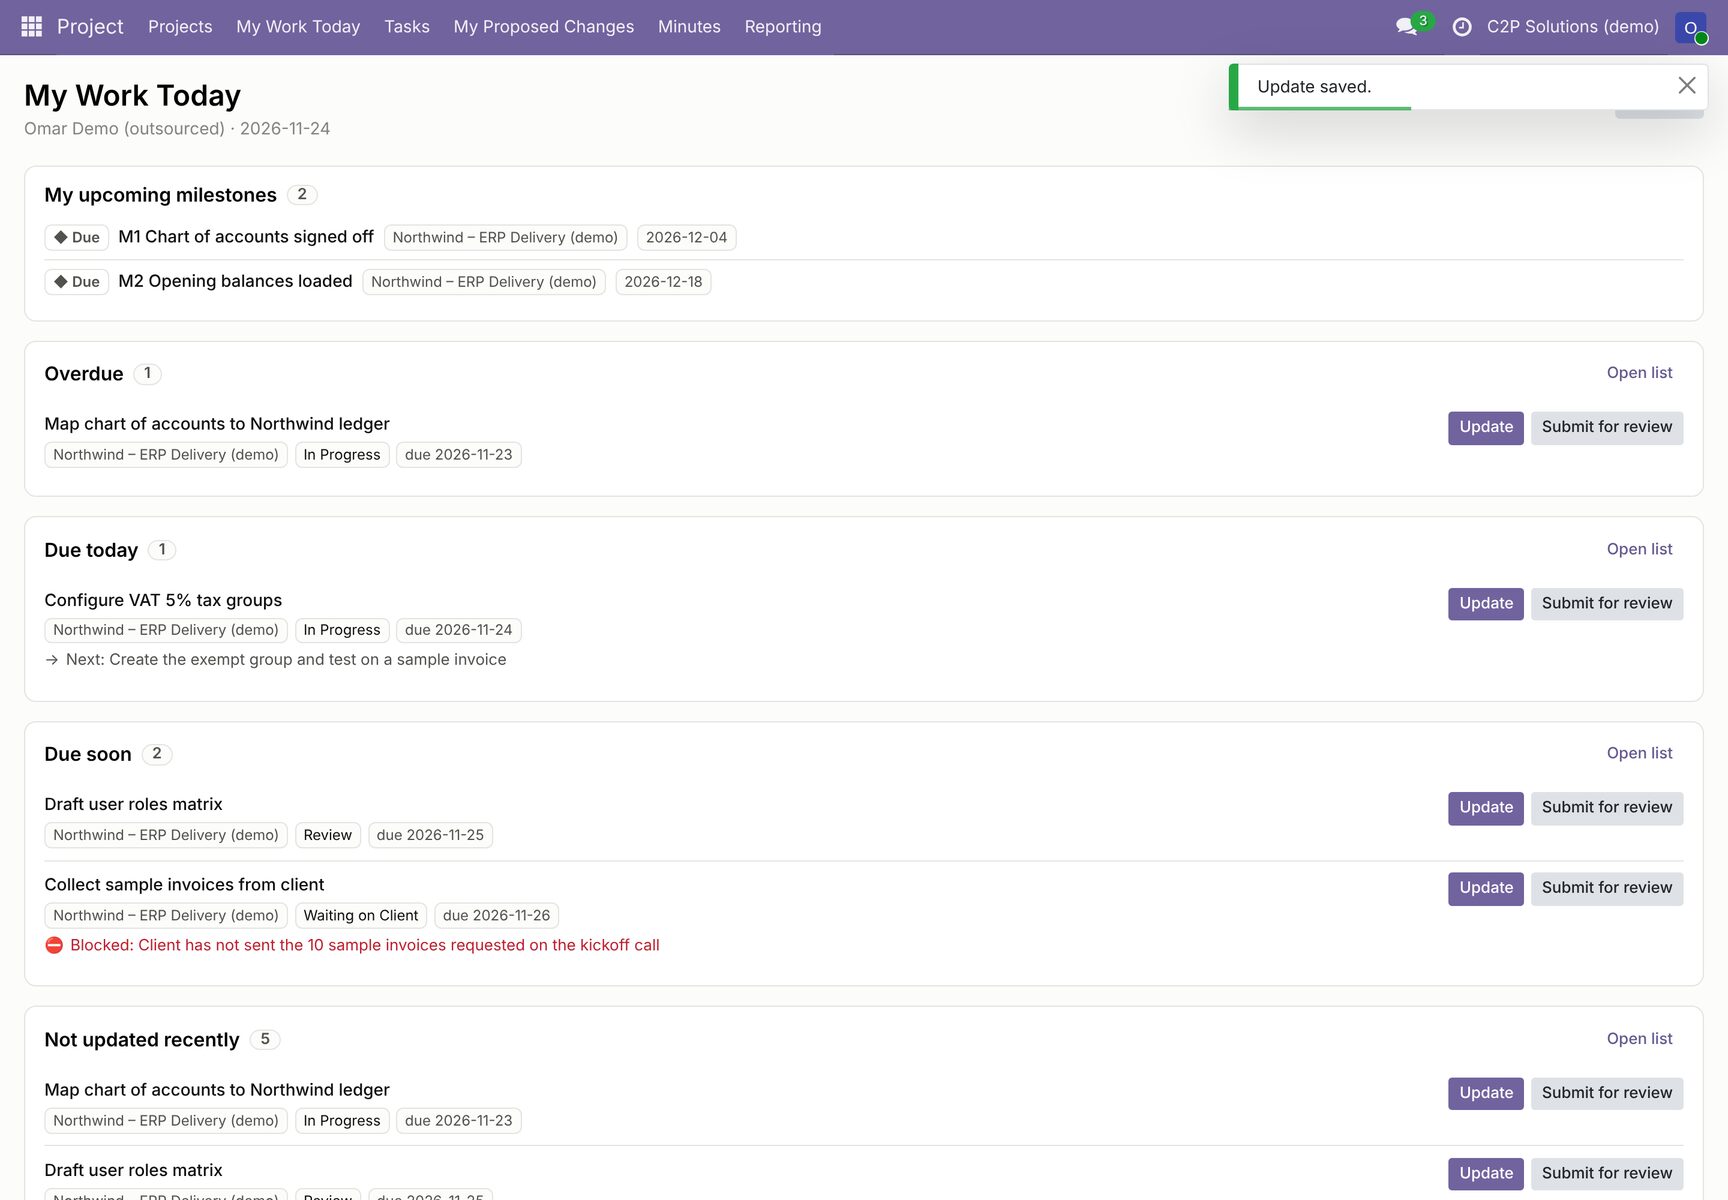 Project Projects My Work Today Tasks My Proposed Changes Minutes Reporting 3 C2P Solutions (demo) O
Update saved.
My Work Today
Omar Demo (outsourced) · 2026-11-24
My upcoming milestones 2
◆ Due M1 Chart of accounts signed off Northwind – ERP Delivery (demo) 2026-12-04
◆ Due M2 Opening balances loaded Northwind – ERP Delivery (demo) 2026-12-18
Overdue 1 Open list
Map chart of accounts to Northwind ledger Update Submit for review
Northwind – ERP Delivery (demo) In Progress due 2026-11-23
Due today 1 Open list
Configure VAT 5% tax groups Update Submit for review
Northwind – ERP Delivery (demo) In Progress due 2026-11-24
→ Next: Create the exempt group and test on a sample invoice
Due soon 2 Open list
Draft user roles matrix Update Submit for review
Northwind – ERP Delivery (demo) Review due 2026-11-25
Collect sample invoices from client Update Submit for review
Northwind – ERP Delivery (demo) Waiting on Client due 2026-11-26
Blocked: Client has not sent the 10 sample invoices requested on the kickoff call
Not updated recently 5 Open list
Map chart of accounts to Northwind ledger Update Submit for review
Northwind – ERP Delivery (demo) In Progress due 2026-11-23
Draft user roles matrix Update Submit for review
Northwind – ERP Delivery (demo) Review due 2026-11-25